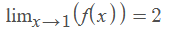 lim_{x→1}(f(x)) = 2